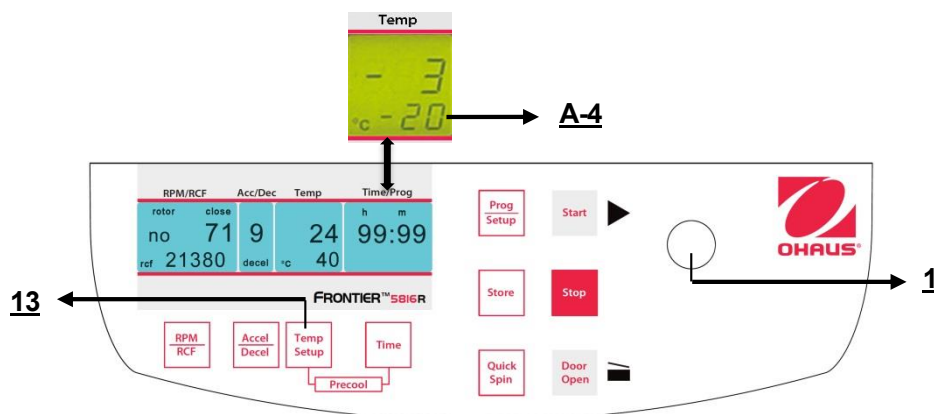 Temp
- 3
°C -20
A-4
RPM/RCF Acc/Dec Temp Time/Prog
rotor close h m
no 71 9 24 99:99
rcf 21380 decel °C 40
FRONTIER™ 5816R
13
RPM
RCF
Accel
Decel
Temp
Setup
Time
Precool
Prog
Setup
Start
Store
Stop
Quick
Spin
Door
Open
OHAUS®
1